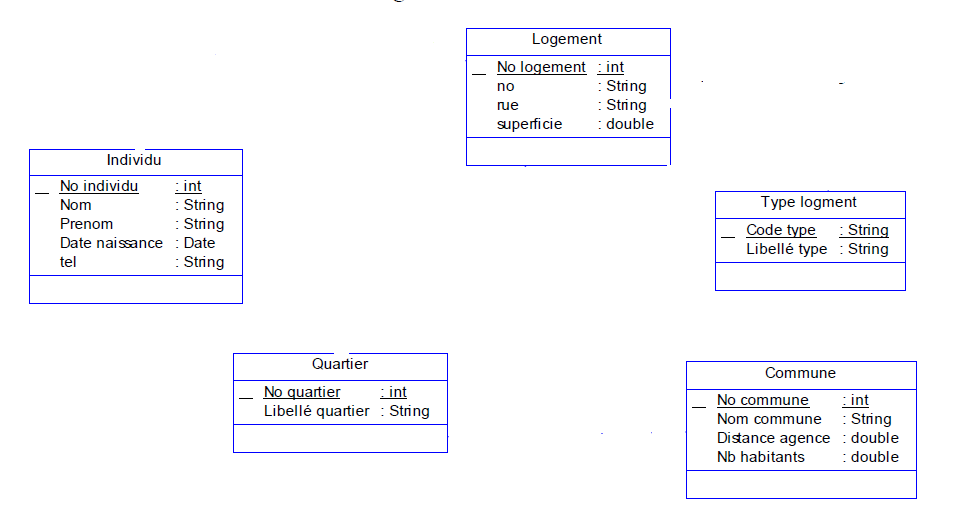 Logement
No logement : int
no : String
rue : String
superficie : double
Individu
No individu : int
Nom : String
Prenom : String
Date naissance : Date
tel : String
Type logment
Code type : String
Libellé type : String
Quartier
No quartier : int
Libellé quartier : String
Commune
No commune : int
Nom commune : String
Distance agence : double
Nb habitants : double